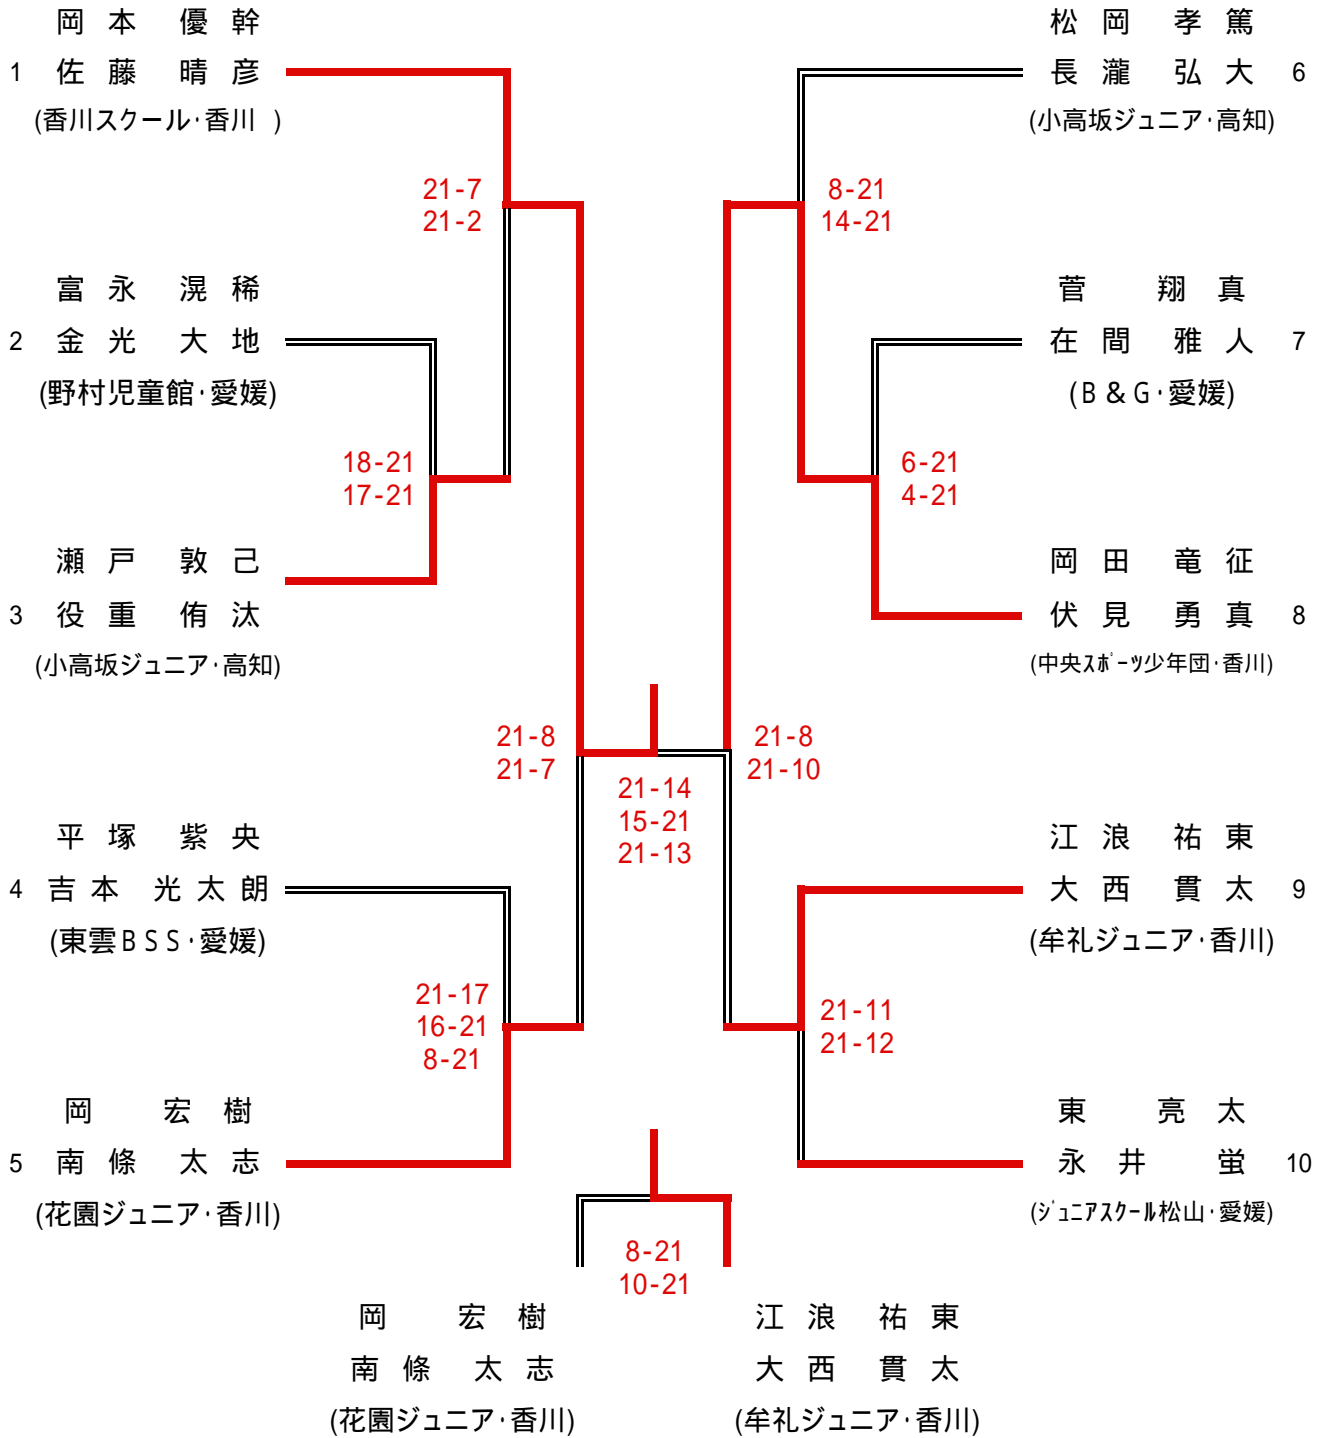 岡本 優幹
1 佐藤 晴彦
(香川スクール・香川 )
21-7
21-2
富永 滉稀
2 金光 大地
(野村児童館・愛媛)
18-21
17-21
瀬戸 敦己
3 役重 侑汰
(小高坂ジュニア・高知)
21-8
21-7
平塚 紫央
4 吉本 光太朗
(東雲BSS・愛媛)
21-17
16-21
8-21
岡 宏樹
5 南條 太志
(花園ジュニア・香川)
松岡 孝篤
長瀧 弘大 6
(小高坂ジュニア・高知)
8-21
14-21
菅 翔真
在間 雅人 7
(B&G・愛媛)
6-21
4-21
岡田 竜征
伏見 勇真 8
(中央スポーツ少年団・香川)
21-8
21-10
21-14
15-21
21-13
江浪 祐東
大西 貫太 9
(牟礼ジュニア・香川)
21-11
21-12
東 亮太
永井 蛍 10
(ジュニアスクール松山・愛媛)
8-21
10-21
岡 宏樹
南條 太志
(花園ジュニア・香川)
江浪 祐東
大西 貫太
(牟礼ジュニア・香川)